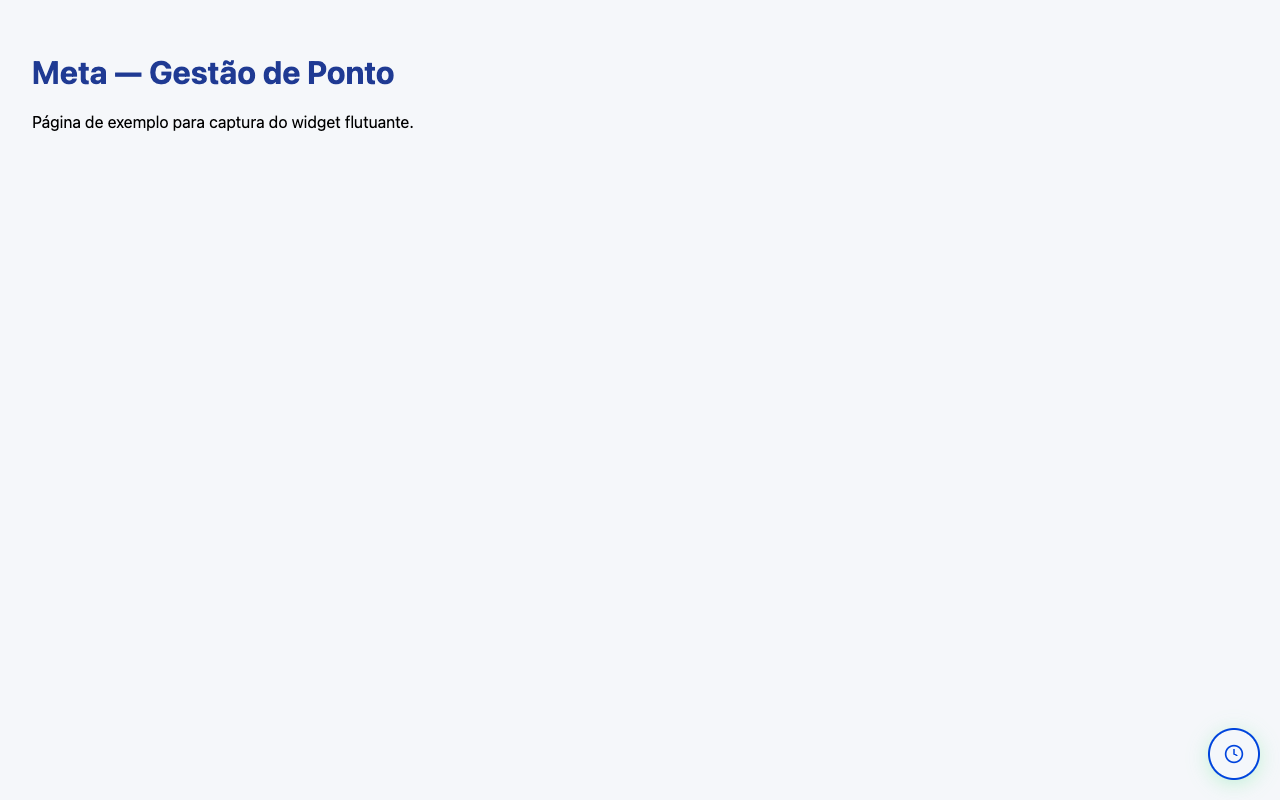 Meta — Gestão de Ponto
Página de exemplo para captura do widget flutuante.